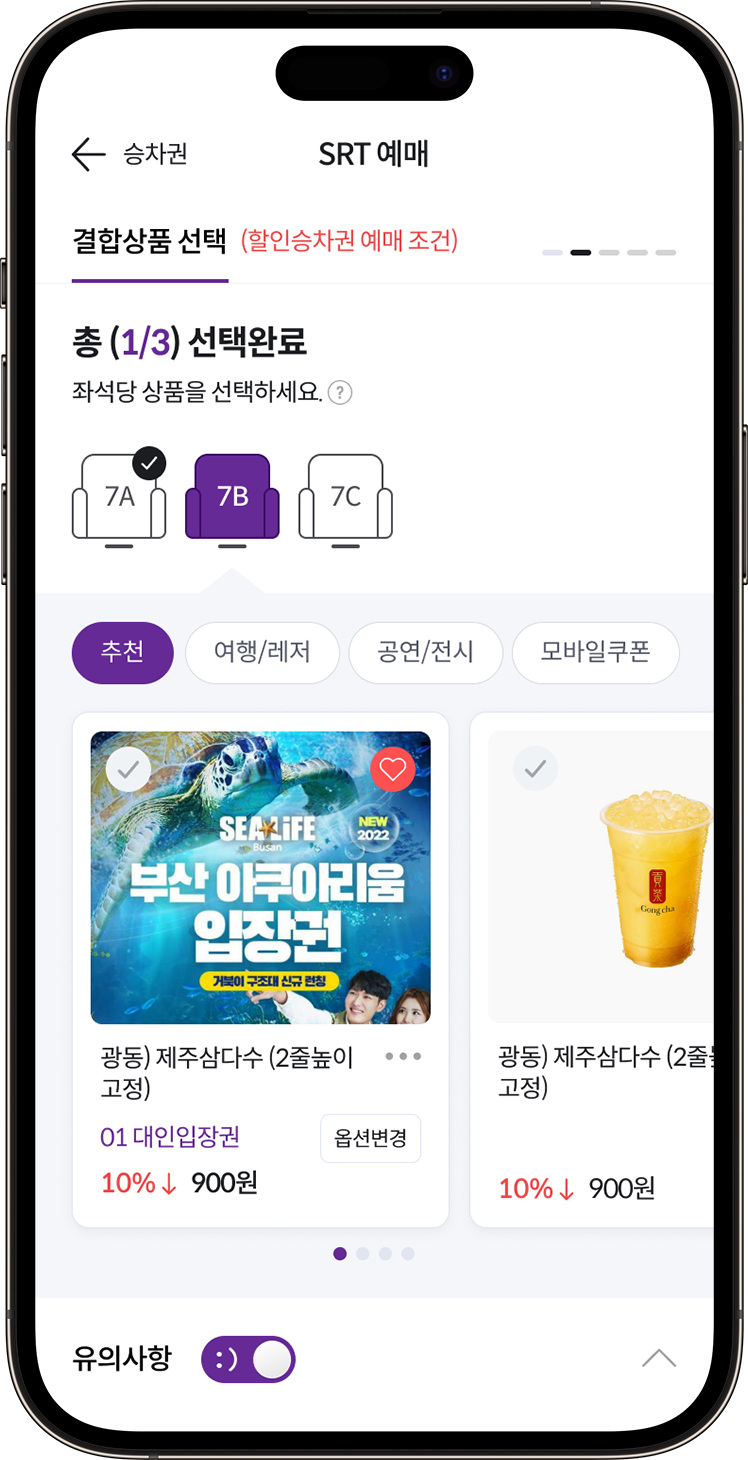 승차권
SRT 예매
결합상품 선택 (할인승차권 예매 조건)
총 (1/3) 선택완료
좌석당 상품을 선택하세요. ?
7A 7B 7C
추천 여행/레저 공연/전시 모바일쿠폰
SEA LiFE
Busan
NEW
2022
부산 아쿠아리움
입장권
거북이 구조대 신규 런칭
광동) 제주삼다수 (2줄높이
고정)
01 대인입장권
옵션변경
10%↓ 900원
貢茶
Gong cha
광동) 제주삼다수 (2줄
고정)
10%↓ 900원
유의사항 :)